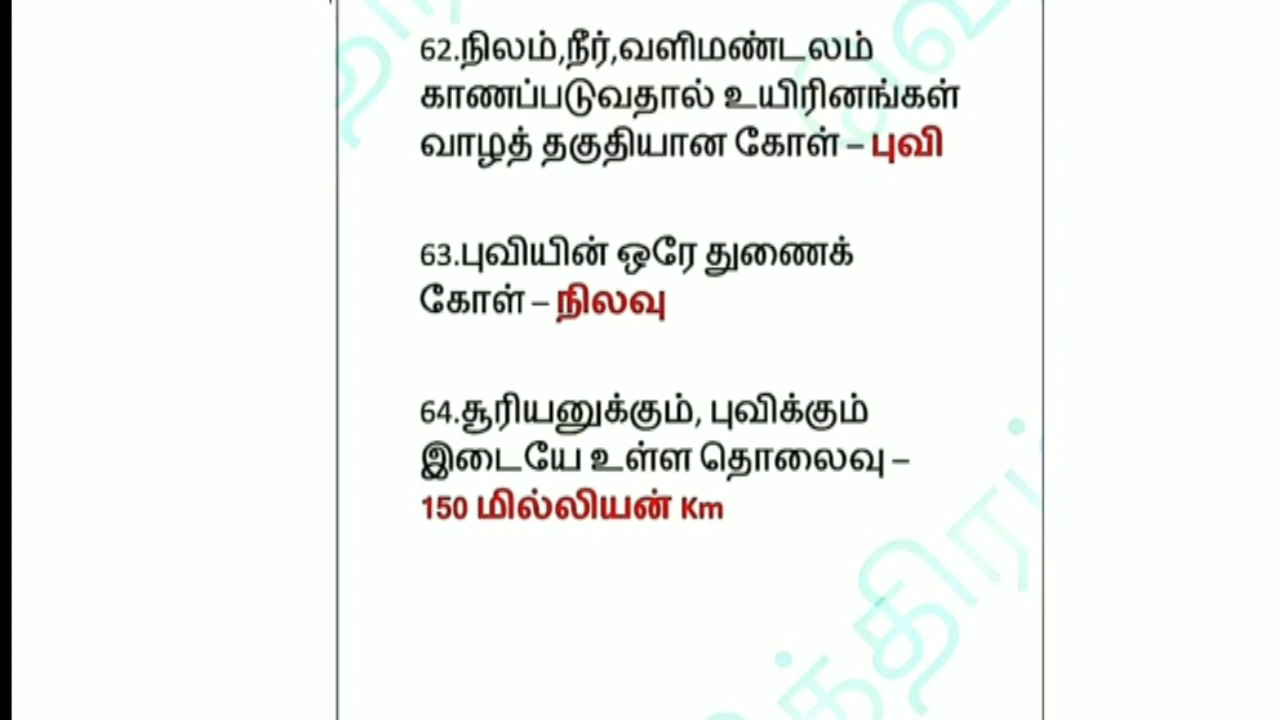 62.நிலம்,நீர்,வளிமண்டலம்
காணப்படுவதால் உயிரினங்கள்
வாழத் தகுதியான கோள் – புவி
63.புவியின் ஒரே துணைக்
கோள் – நிலவு
64.சூரியனுக்கும், புவிக்கும்
இடையே உள்ள தொலைவு –
150 மில்லியன் Km